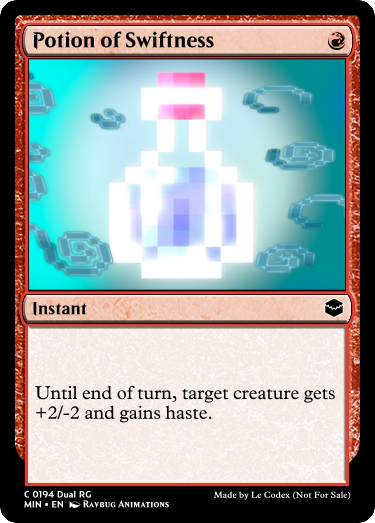 Potion of Swiftness
Instant
Until end of turn, target creature gets
+2/-2 and gains haste.
C 0194 Dual RG
MIN • EN RAYBUG ANIMATIONS
Made by Le Codex (Not For Sale)